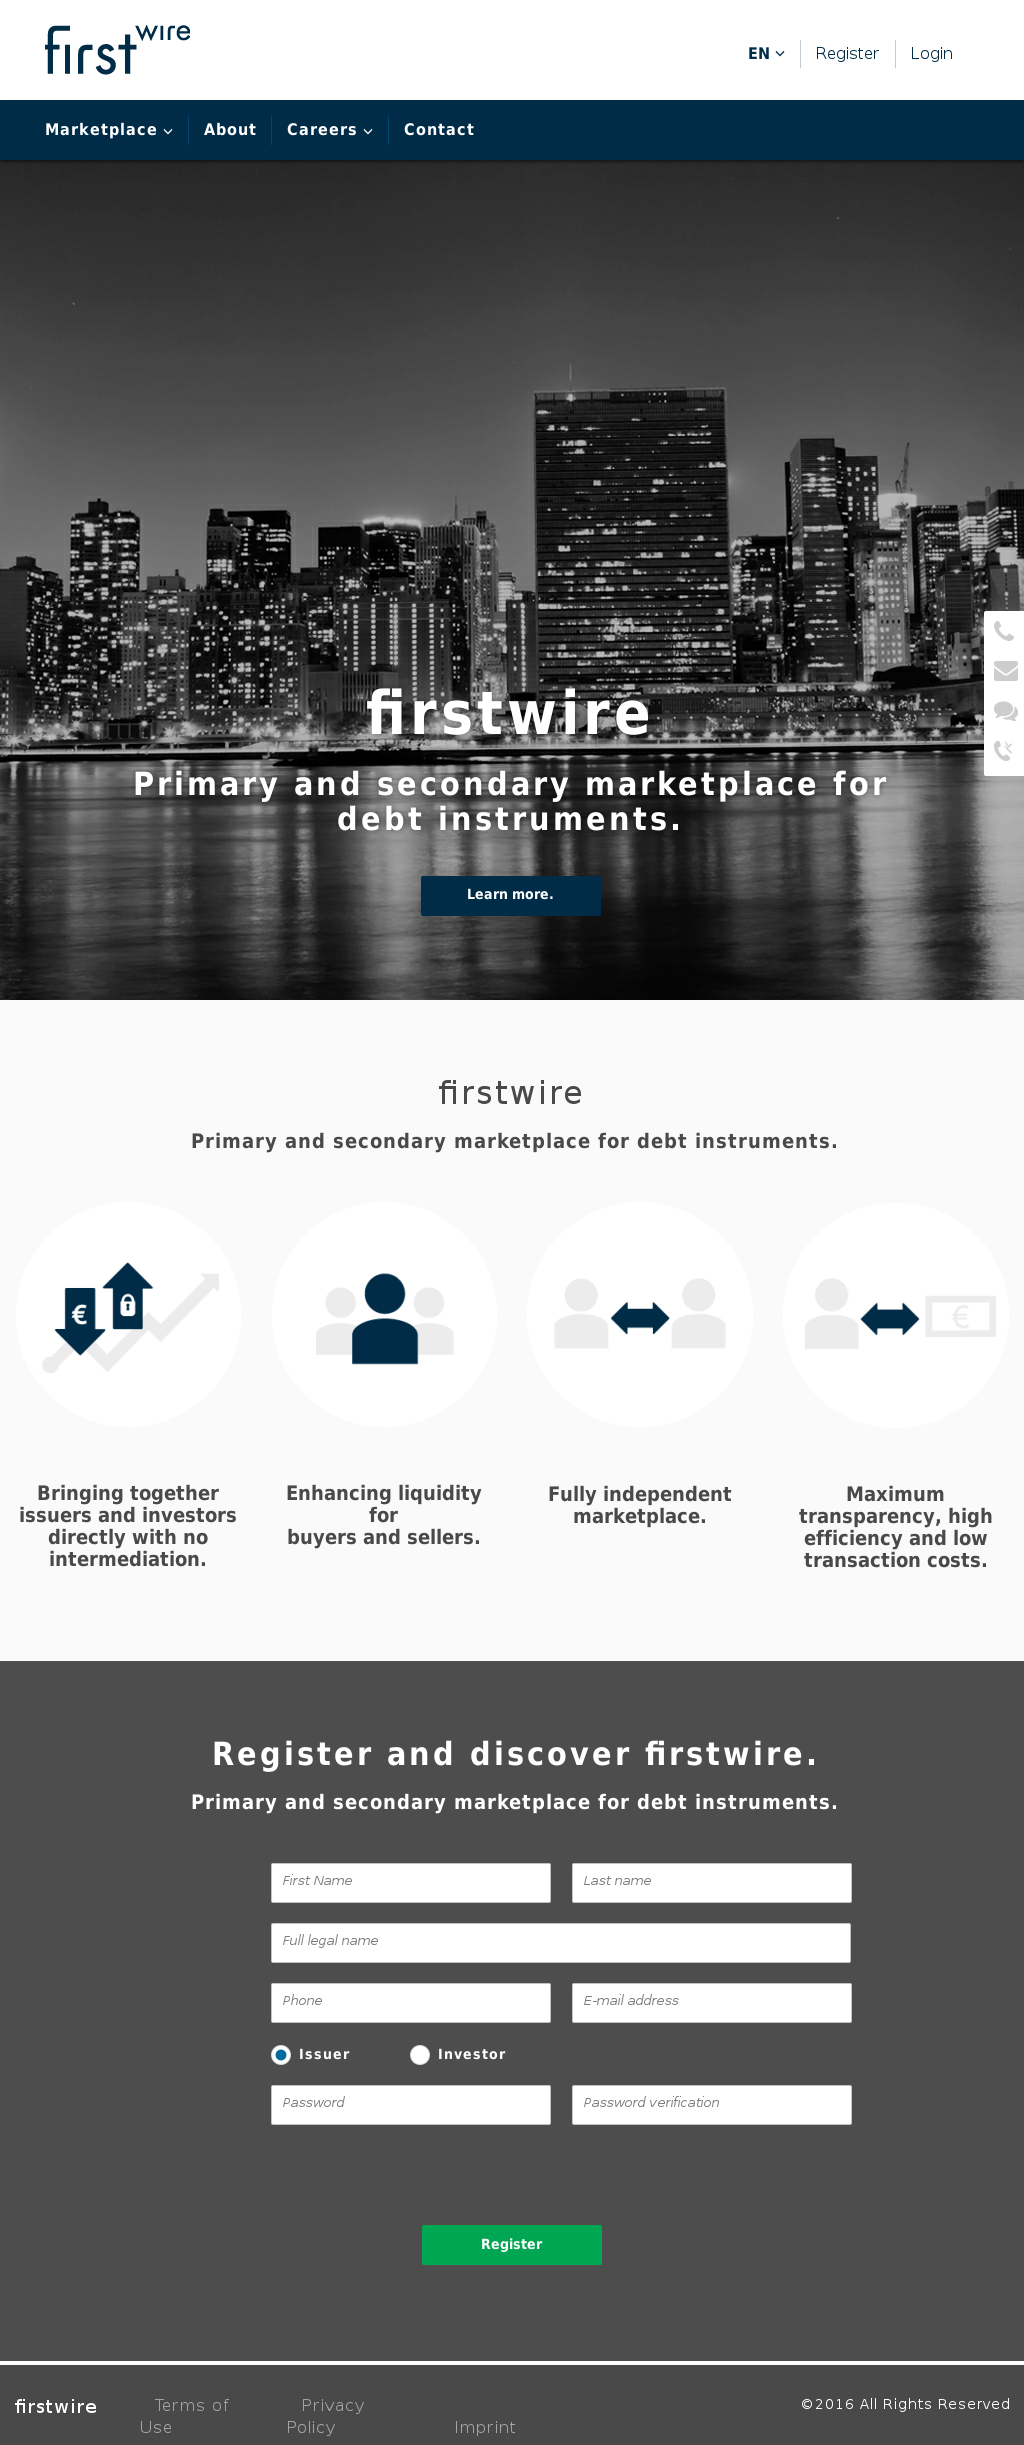 first wire
EN Register Login
Marketplace About Careers Contact
firstwire
Primary and secondary marketplace for
debt instruments.
Learn more.
firstwire
Primary and secondary marketplace for debt instruments.
€
€
Bringing together
issuers and investors
directly with no
intermediation.
Enhancing liquidity
for
buyers and sellers.
Fully independent
marketplace.
Maximum
transparency, high
efficiency and low
transaction costs.
Register and discover firstwire.
Primary and secondary marketplace for debt instruments.
First Name Last name
Full legal name
Phone E-mail address
Issuer Investor
Password Password verification
Register
firstwire
Terms of
Use
Privacy
Policy
Imprint
©2016 All Rights Reserved